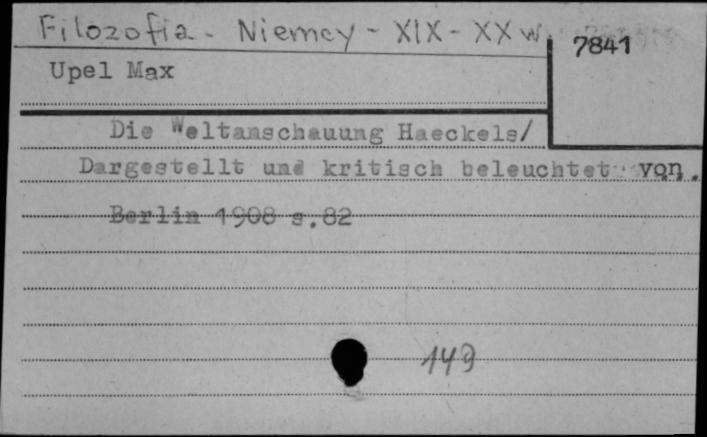 Filozofia - Niemcy - XIX - XX w.
7841
Upel Max
Die Weltanschauung Haeckels/
Dargestellt und kritisch beleuchtet von.
Berlin 1908 s.82
149